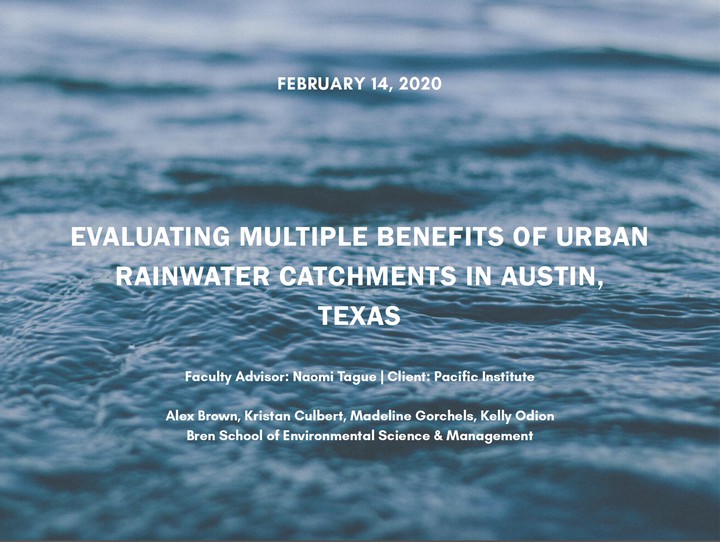 FEBRUARY 14, 2020
EVALUATING MULTIPLE BENEFITS OF URBAN
RAINWATER CATCHMENTS IN AUSTIN,
TEXAS
Faculty Advisor: Naomi Tague | Client: Pacific Institute
Alex Brown, Kristan Culbert, Madeline Gorchels, Kelly Odion
Bren School of Environmental Science & Management